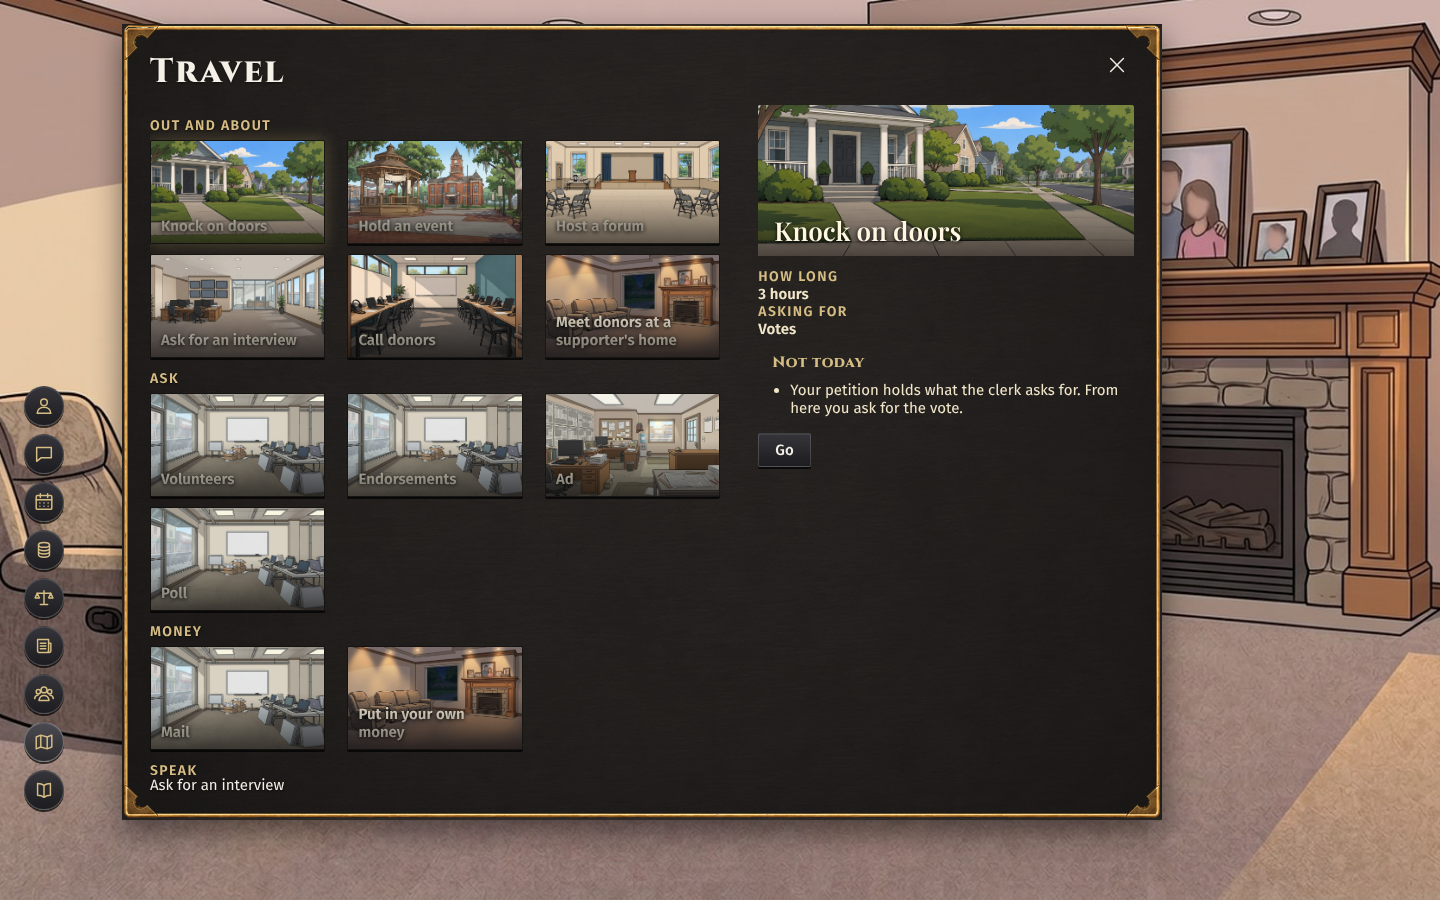 Travel
OUT AND ABOUT
Knock on doors
Hold an event
Host a forum
Ask for an interview
Call donors
Meet donors at a
supporter's home
ASK
Volunteers
Endorsements
Ad
Poll
MONEY
Mail
Put in your own
money
SPEAK
Ask for an interview
Knock on doors
HOW LONG
3 hours
ASKING FOR
Votes
Not today
• Your petition holds what the clerk asks for. From
here you ask for the vote.
Go